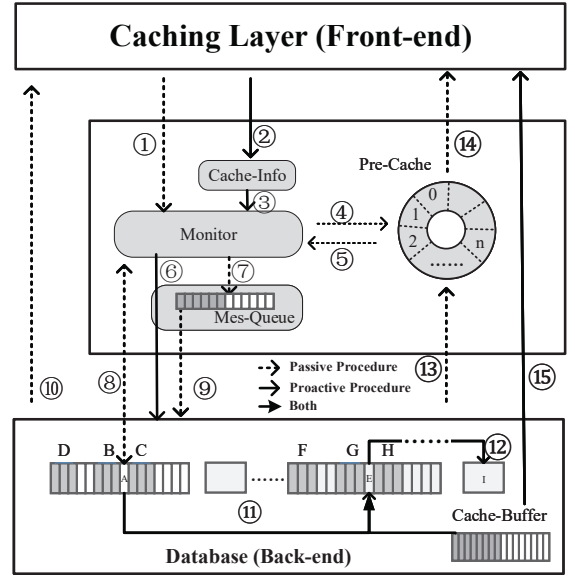 Caching Layer (Front-end)
① ② ⑭
Pre-Cache
Cache-Info
0
③
1
④
Monitor
2 n
⑤
......
⑥ ⑦
Mes-Queue
Passive Procedure
⑧ ⑨ ⑬ ⑮
⑩
Proactive Procedure
Both
D B C F G H ⑫
A E I
......
⑪
Cache-Buffer
Database (Back-end)